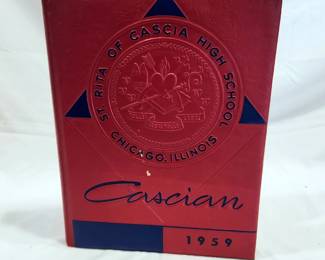 ST. RITA OF CASCIA HIGH SCHOOL
CHICAGO, ILLINOIS
Cascian
1959